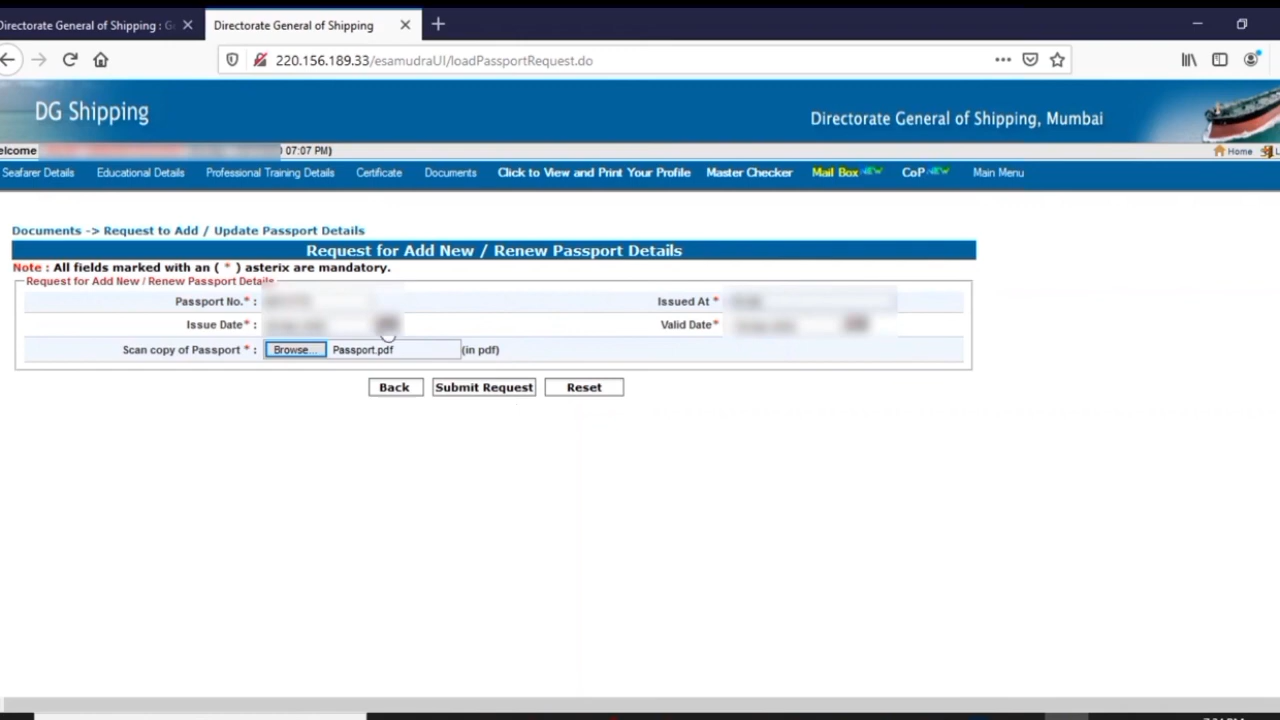 Directorate General of Shipping : G
Directorate General of Shipping
220.156.189.33/esamudraUI/loadPassportRequest.do
DG Shipping
Directorate General of Shipping, Mumbai
elcome 07:07 PM)
Home
Seafarer Details Educational Details Professional Training Details Certificate Documents Click to View and Print Your Profile Master Checker Mail Box NEW CoP NEW Main Menu
Documents -> Request to Add / Update Passport Details
Request for Add New / Renew Passport Details
Note : All fields marked with an ( * ) asterix are mandatory.
Request for Add New / Renew Passport Details
Passport No.* : Issued At *
Issue Date* : Valid Date*
Scan copy of Passport * : Browse... Passport.pdf (in pdf)
Back Submit Request Reset